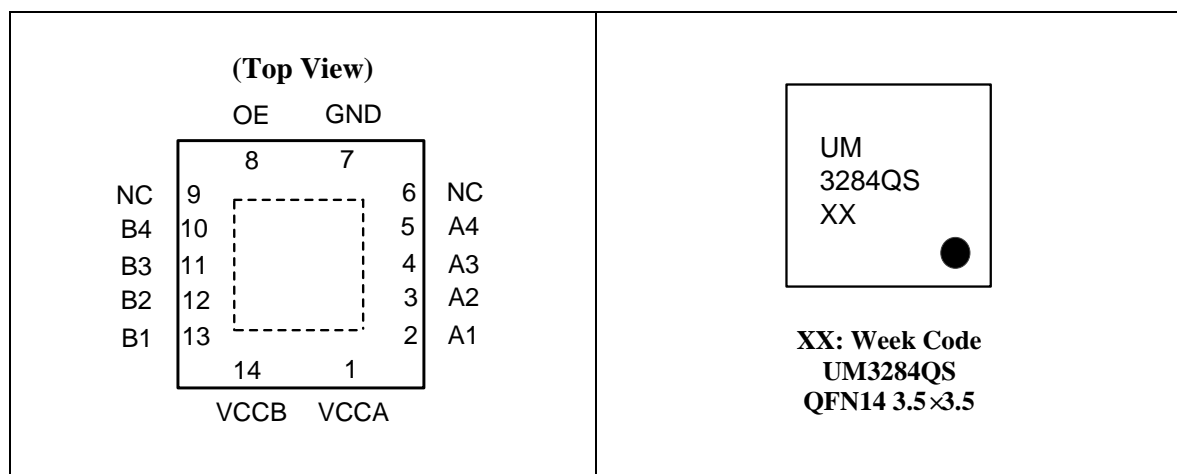 (Top View)
OE GND
8 7
NC 9 6 NC
B4 10 5 A4
B3 11 4 A3
B2 12 3 A2
B1 13 2 A1
14 1
VCCB VCCA
UM
3284QS
XX
XX: Week Code
UM3284QS
QFN14 3.5×3.5